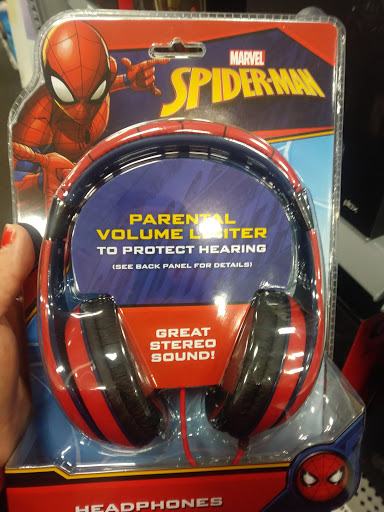 MARVEL
SPIDER-MAN
PARENTAL
VOLUME LIMITER
TO PROTECT HEARING
(SEE BACK PANEL FOR DETAILS)
GREAT
STEREO
SOUND!
HEADPHONES